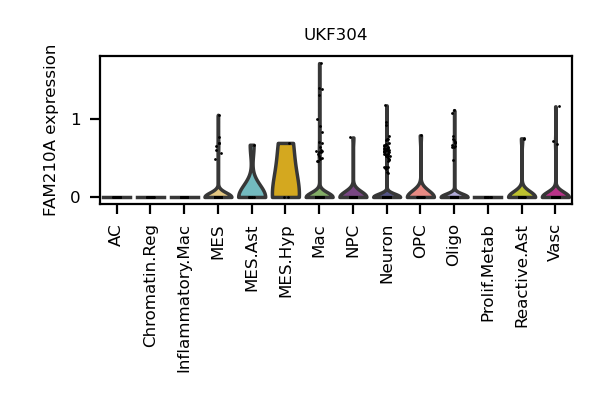 UKF304
FAM210A expression
1
0
AC
Chromatin.Reg
Inflammatory.Mac
MES
MES.Ast
MES.Hyp
Mac
NPC
Neuron
OPC
Oligo
Prolif.Metab
Reactive.Ast
Vasc